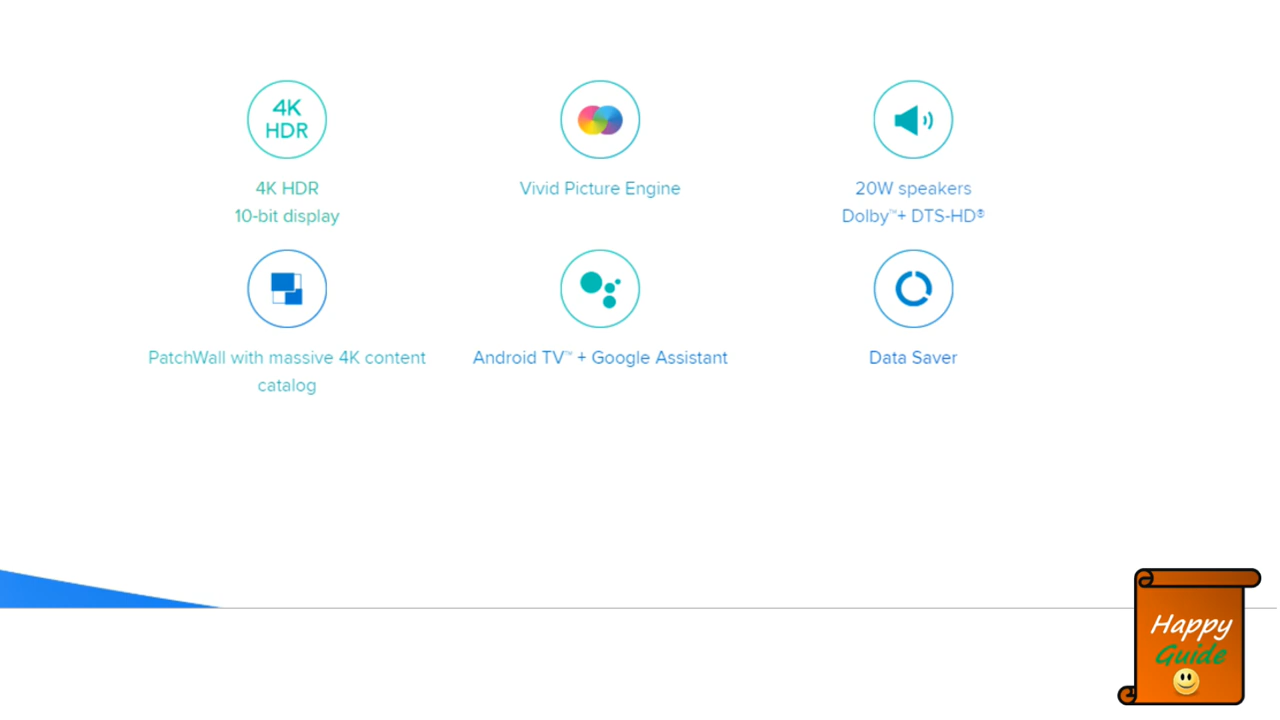 4K
HDR
4K HDR
10-bit display
Vivid Picture Engine
20W speakers
Dolby™+ DTS-HD®
PatchWall with massive 4K content
catalog
Android TV™ + Google Assistant
Data Saver
Happy
Guide